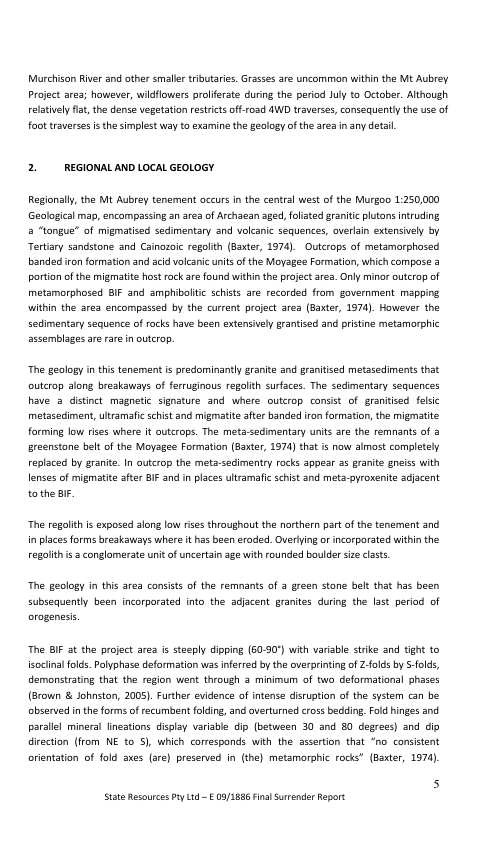 Murchison River and other smaller tributaries. Grasses are uncommon within the Mt Aubrey
Project area; however, wildflowers proliferate during the period July to October. Although
relatively flat, the dense vegetation restricts off-road 4WD traverses, consequently the use of
foot traverses is the simplest way to examine the geology of the area in any detail.
2. REGIONAL AND LOCAL GEOLOGY
Regionally, the Mt Aubrey tenement occurs in the central west of the Murgoo 1:250,000
Geological map, encompassing an area of Archaean aged, foliated granitic plutons intruding
a “tongue” of migmatised sedimentary and volcanic sequences, overlain extensively by
Tertiary sandstone and Cainozoic regolith (Baxter, 1974). Outcrops of metamorphosed
banded iron formation and acid volcanic units of the Moyagee Formation, which compose a
portion of the migmatite host rock are found within the project area. Only minor outcrop of
metamorphosed BIF and amphibolitic schists are recorded from government mapping
within the area encompassed by the current project area (Baxter, 1974). However the
sedimentary sequence of rocks have been extensively grantised and pristine metamorphic
assemblages are rare in outcrop.
The geology in this tenement is predominantly granite and granitised metasediments that
outcrop along breakaways of ferruginous regolith surfaces. The sedimentary sequences
have a distinct magnetic signature and where outcrop consist of granitised felsic
metasediment, ultramafic schist and migmatite after banded iron formation, the migmatite
forming low rises where it outcrops. The meta-sedimentary units are the remnants of a
greenstone belt of the Moyagee Formation (Baxter, 1974) that is now almost completely
replaced by granite. In outcrop the meta-sedimentry rocks appear as granite gneiss with
lenses of migmatite after BIF and in places ultramafic schist and meta-pyroxenite adjacent
to the BIF.
The regolith is exposed along low rises throughout the northern part of the tenement and
in places forms breakaways where it has been eroded. Overlying or incorporated within the
regolith is a conglomerate unit of uncertain age with rounded boulder size clasts.
The geology in this area consists of the remnants of a green stone belt that has been
subsequently been incorporated into the adjacent granites during the last period of
orogenesis.
The BIF at the project area is steeply dipping (60-90°) with variable strike and tight to
isoclinal folds. Polyphase deformation was inferred by the overprinting of Z-folds by S-folds,
demonstrating that the region went through a minimum of two deformational phases
(Brown & Johnston, 2005). Further evidence of intense disruption of the system can be
observed in the forms of recumbent folding, and overturned cross bedding. Fold hinges and
parallel mineral lineations display variable dip (between 30 and 80 degrees) and dip
direction (from NE to S), which corresponds with the assertion that “no consistent
orientation of fold axes (are) preserved in (the) metamorphic rocks” (Baxter, 1974).
5
State Resources Pty Ltd – E 09/1886 Final Surrender Report